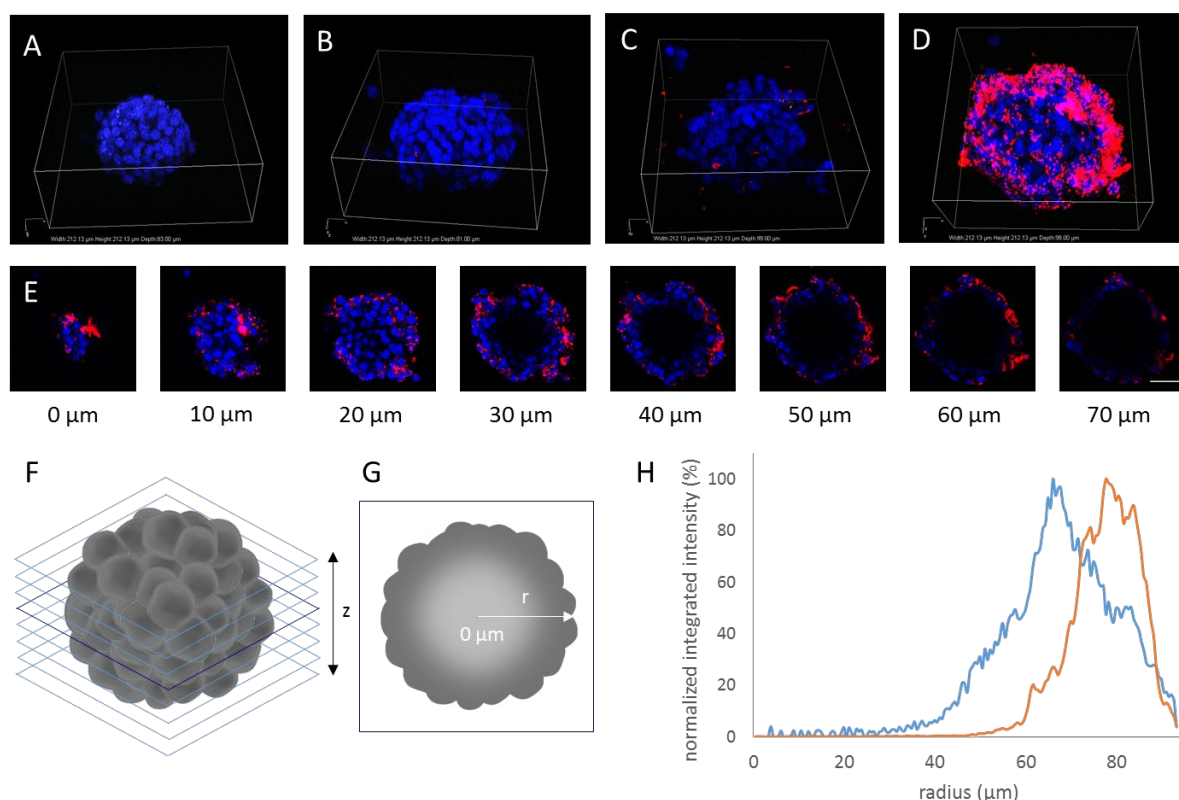 A
B
C
D
Width:212.13 µm Height:212.13 µm Depth:83.00 µm
Width:212.13 µm Height:212.13 µm Depth:81.00 µm
Width:212.13 µm Height:212.13 µm Depth:99.00 µm
Width:212.13 µm Height:212.13 µm Depth:98.00 µm
E
0 µm
10 µm
20 µm
30 µm
40 µm
50 µm
60 µm
70 µm
F
z
G
r
0 µm
H
normalized integrated intensity (%)
100
80
60
40
20
0
0
20
40
60
80
radius (µm)